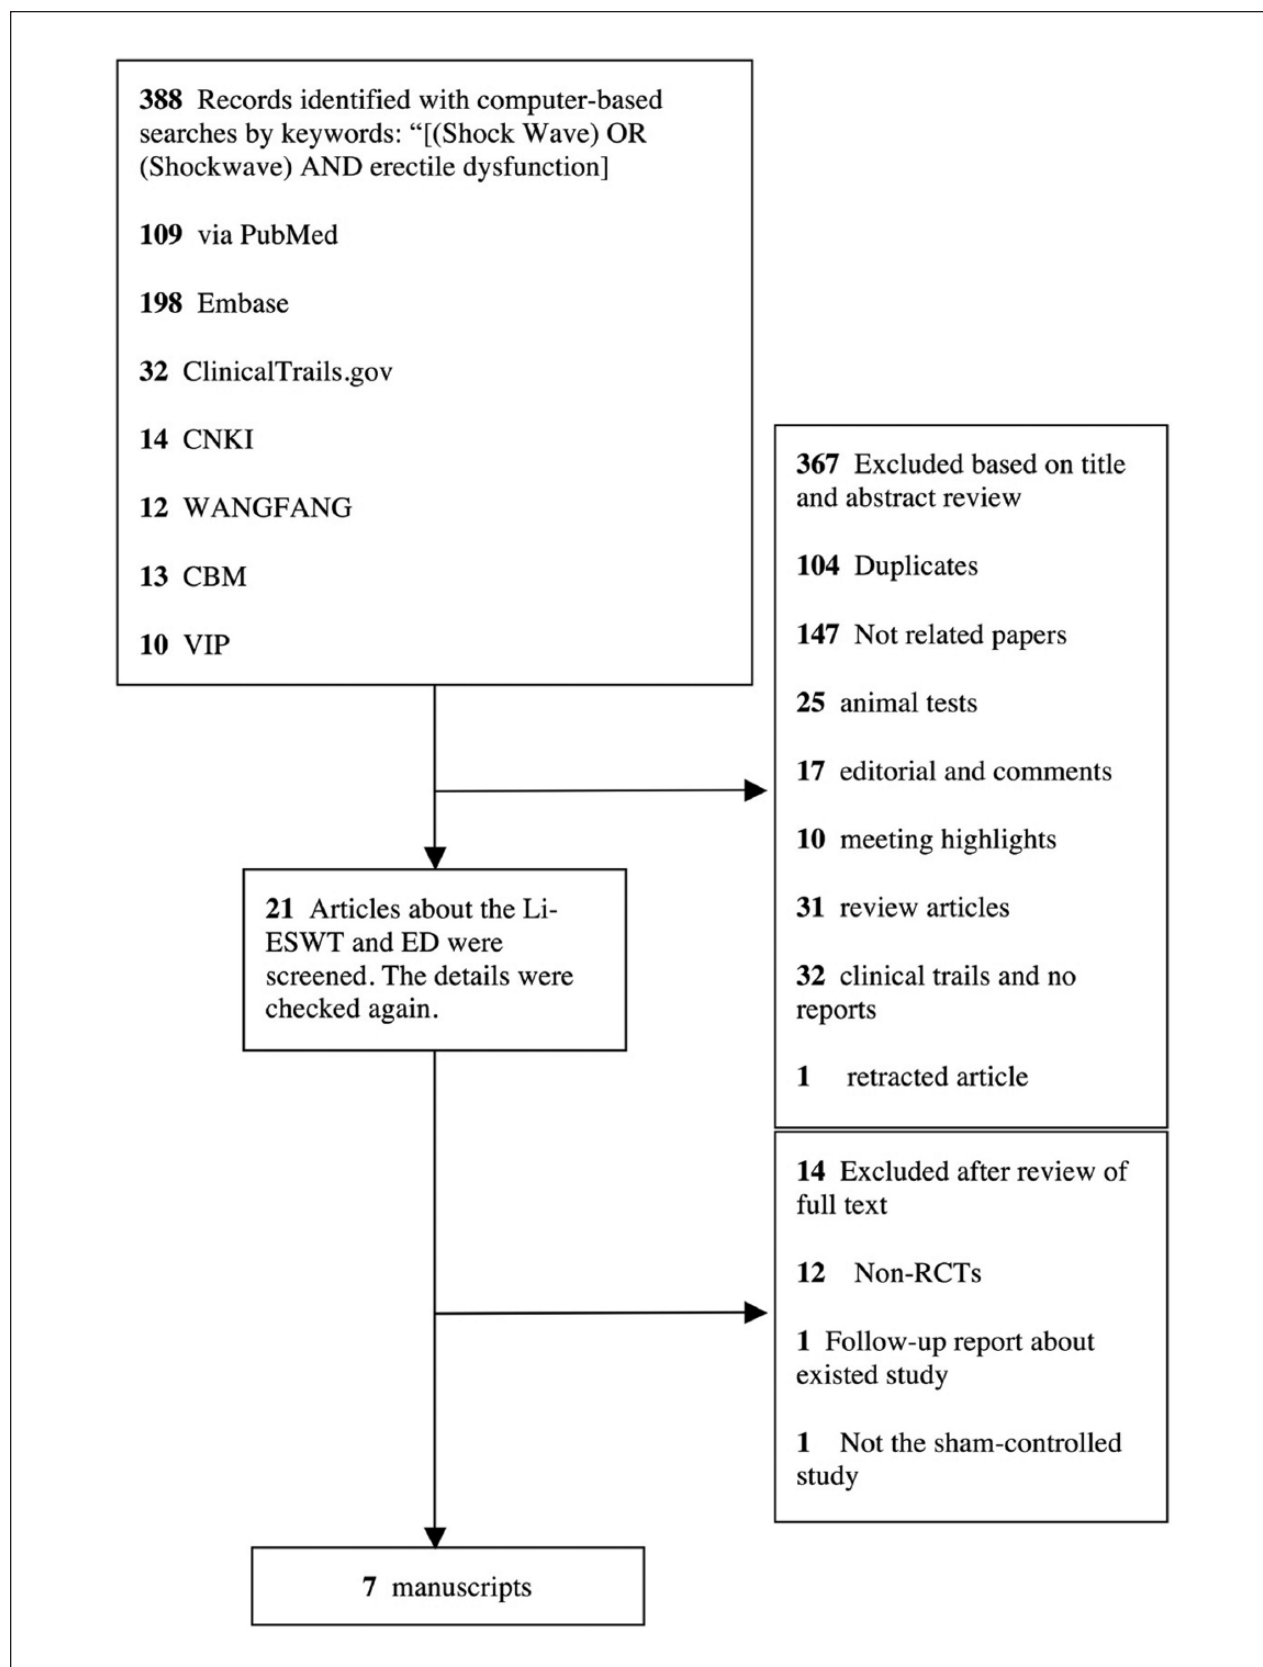 388 Records identified with computer-based
searches by keywords: “[(Shock Wave) OR
(Shockwave) AND erectile dysfunction]
109 via PubMed
198 Embase
32 ClinicalTrails.gov
14 CNKI
12 WANGFANG
13 CBM
10 VIP
367 Excluded based on title
and abstract review
104 Duplicates
147 Not related papers
25 animal tests
17 editorial and comments
10 meeting highlights
31 review articles
32 clinical trails and no
reports
1 retracted article
21 Articles about the Li-
ESWT and ED were
screened. The details were
checked again.
14 Excluded after review of
full text
12 Non-RCTs
1 Follow-up report about
existed study
1 Not the sham-controlled
study
7 manuscripts